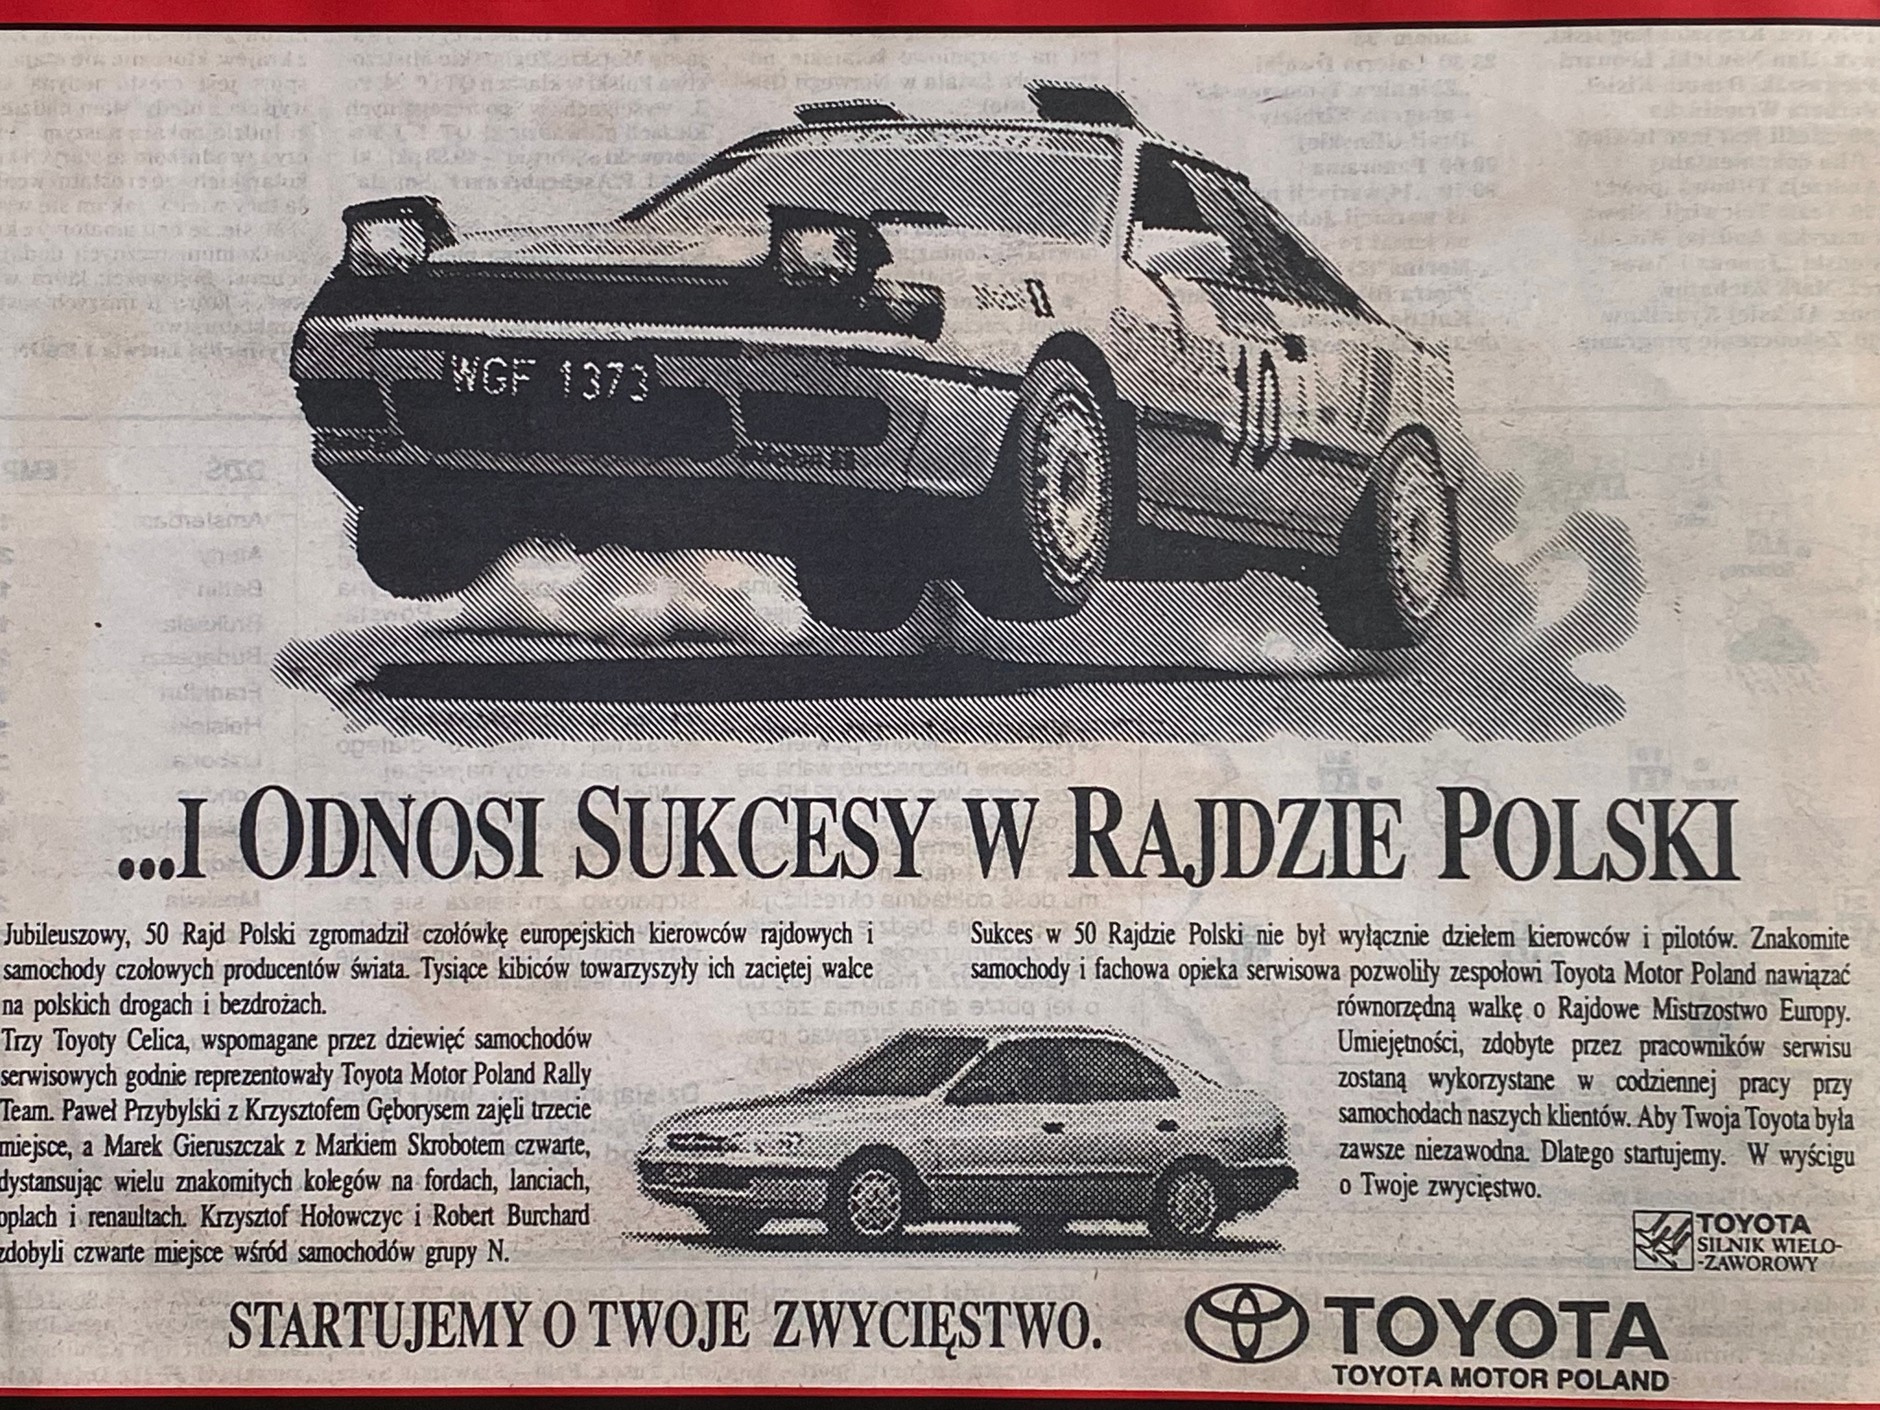 WGF 1373
10
...I ODNOSI SUKCESY W RAJDZIE POLSKI
Jubileuszowy, 50 Rajd Polski zgromadził czołówkę europejskich kierowców rajdowych i
samochody czołowych producentów świata. Tysiące kibiców towarzyszyły ich zaciętej walce
na polskich drogach i bezdrożach.
Trzy Toyoty Celica, wspomagane przez dziewięć samochodów
serwisowych godnie reprezentowały Toyota Motor Poland Rally
Team. Paweł Przybylski z Krzysztofem Gęborysem zajęli trzecie
miejsce, a Marek Gieruszczak z Markiem Skrobotem czwarte,
dystansując wielu znakomitych kolegów na fordach, lanciach,
oplach i renaultach. Krzysztof Hołowczyc i Robert Burchard
zdobyli czwarte miejsce wśród samochodów grupy N.
Sukces w 50 Rajdzie Polski nie był wyłącznie dziełem kierowców i pilotów. Znakomite
samochody i fachowa opieka serwisowa pozwoliły zespołowi Toyota Motor Poland nawiązać
równorzędną walkę o Rajdowe Mistrzostwo Europy.
Umiejętności, zdobyte przez pracowników serwisu
zostaną wykorzystane w codziennej pracy przy
samochodach naszych klientów. Aby Twoja Toyota była
zawsze niezawodna. Dlatego startujemy. W wyścigu
o Twoje zwycięstwo.
TOYOTA
SILNIK WIELO-
-ZAWOROWY
STARTUJEMY O TWOJE ZWYCIĘSTWO.
TOYOTA
TOYOTA MOTOR POLAND